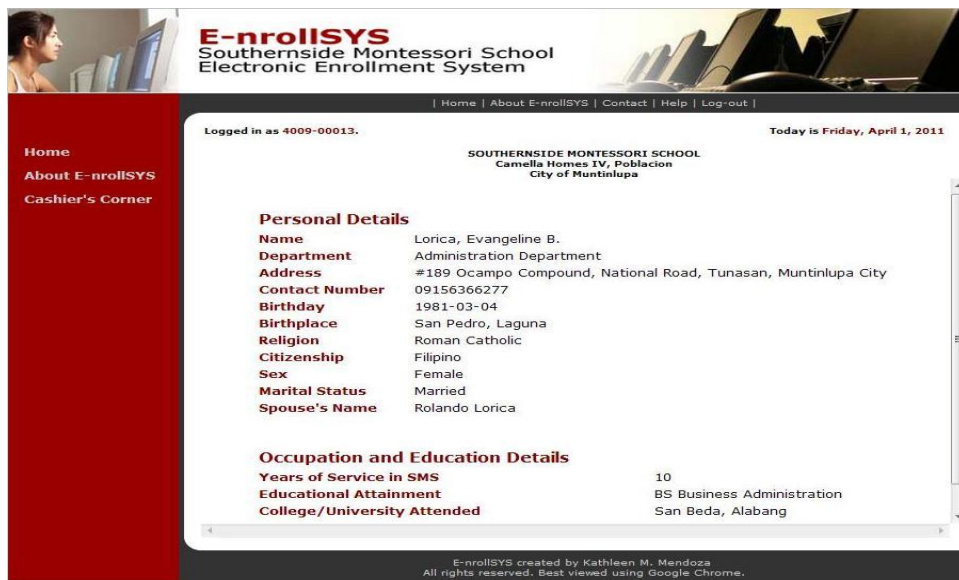 E-nrollSYS
Southernside Montessori School
Electronic Enrollment System
| Home | About E-nrollSYS | Contact | Help | Log-out |
Logged in as 4009-00013. Today is Friday, April 1, 2011
Home
About E-nrollSYS
Cashier's Corner
SOUTHERNSIDE MONTESSORI SCHOOL
Camella Homes IV, Poblacion
City of Muntinlupa
Personal Details
Name Lorica, Evangeline B.
Department Administration Department
Address #189 Ocampo Compound, National Road, Tunasan, Muntinlupa City
Contact Number 09156366277
Birthday 1981-03-04
Birthplace San Pedro, Laguna
Religion Roman Catholic
Citizenship Filipino
Sex Female
Marital Status Married
Spouse's Name Rolando Lorica
Occupation and Education Details
Years of Service in SMS 10
Educational Attainment BS Business Administration
College/University Attended San Beda, Alabang
E-nrollSYS created by Kathleen M. Mendoza
All rights reserved. Best viewed using Google Chrome.